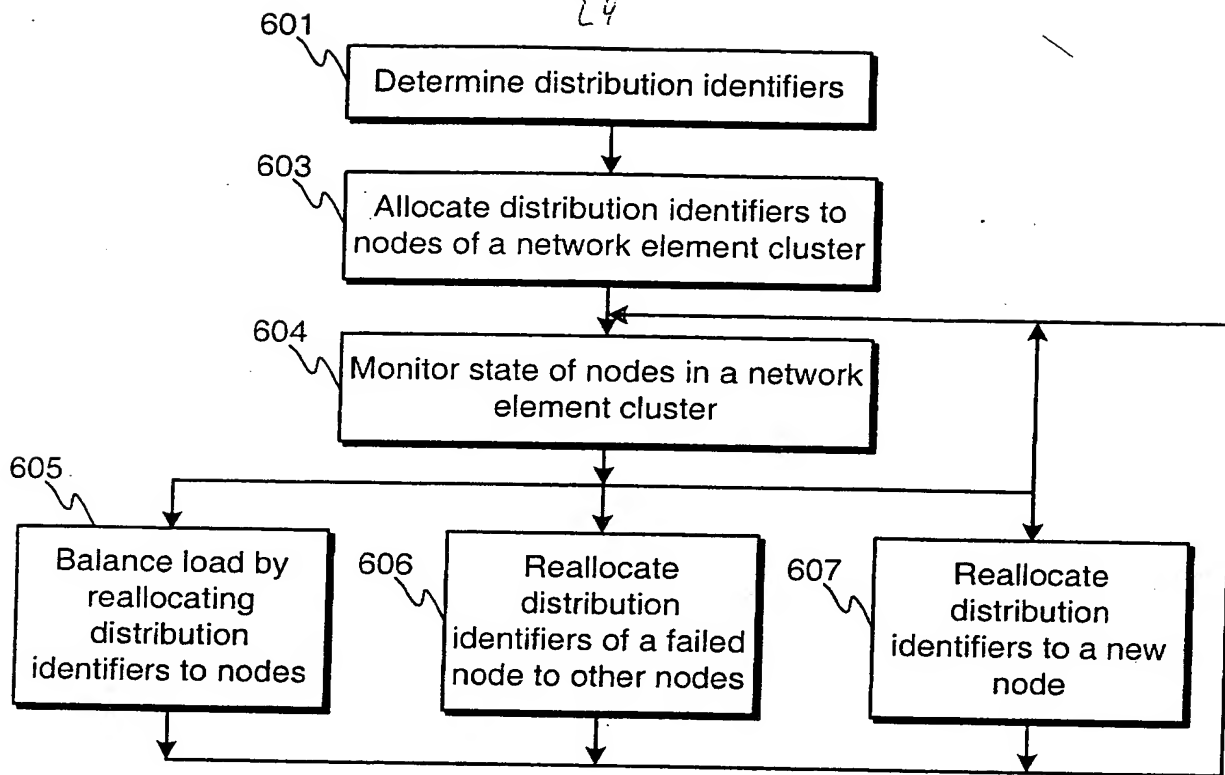 601
Determine distribution identifiers
603
Allocate distribution identifiers to
nodes of a network element cluster
604
Monitor state of nodes in a network
element cluster
605
Balance load by
reallocating
distribution
identifiers to nodes
606
Reallocate
distribution
identifiers of a failed
node to other nodes
607
Reallocate
distribution
identifiers to a new
node